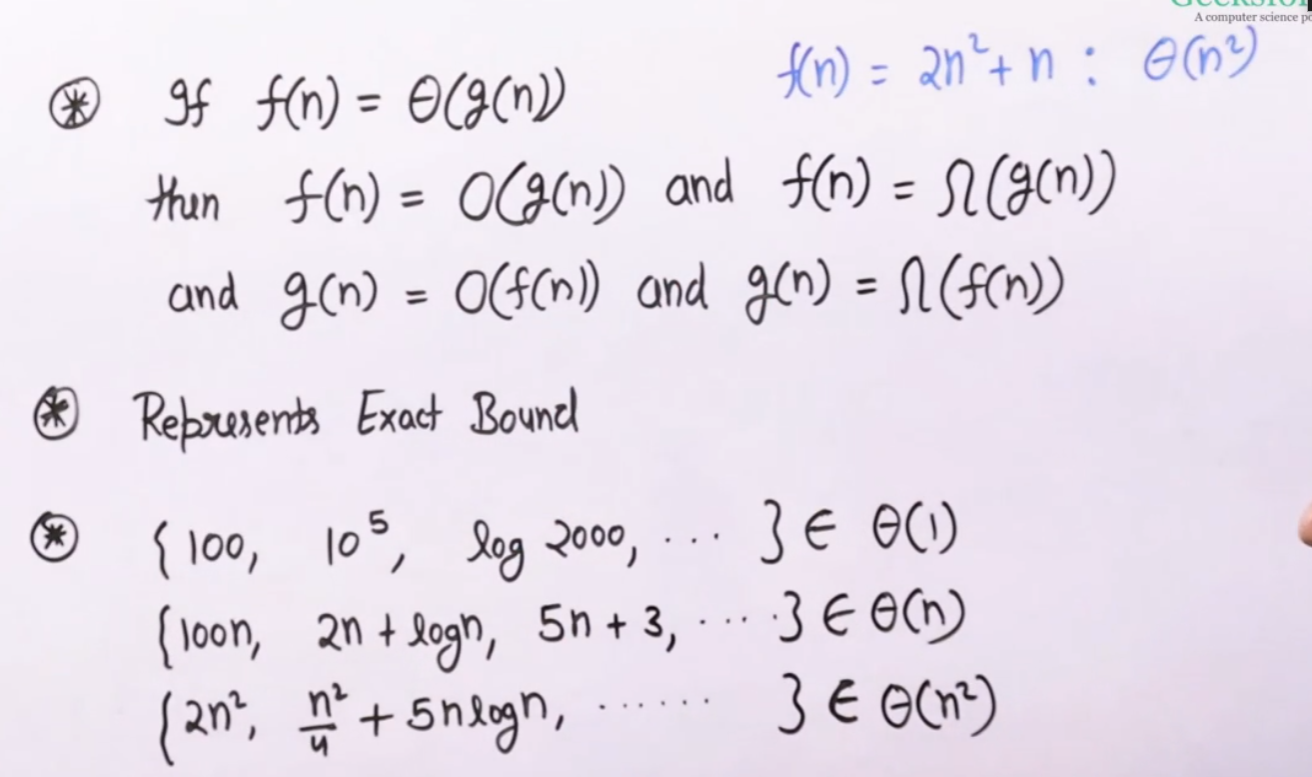 A computer science po
f(n) = 2n² + n : Θ(n²)
⊛ If f(n) = Θ(g(n))
then f(n) = O(g(n)) and f(n) = Ω(g(n))
and g(n) = O(f(n)) and g(n) = Ω(f(n))
⊛ Represents Exact Bound
⊛ { 100, 10⁵, log 2000, ... } ∈ Θ(1)
{ 100n, 2n + logn, 5n + 3, .... } ∈ Θ(n)
{ 2n², n²/4 + 5nlogn, ...... } ∈ Θ(n²)